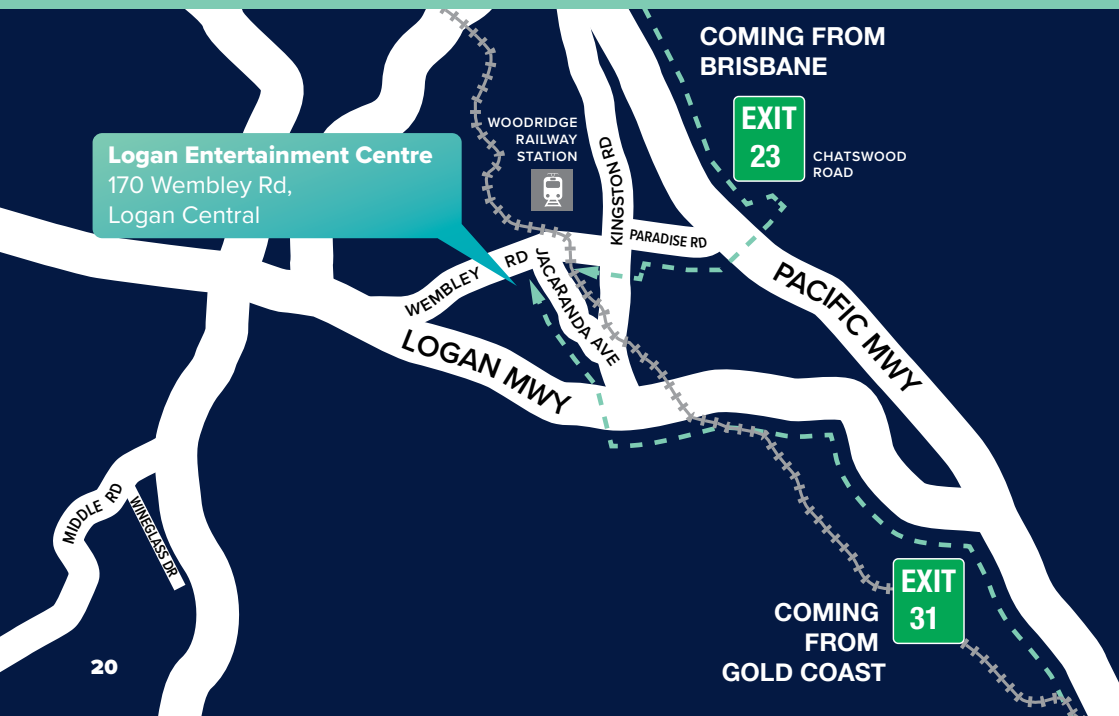 COMING FROM
BRISBANE
EXIT
23
CHATSWOOD
ROAD
WOODRIDGE
RAILWAY
STATION
Logan Entertainment Centre
170 Wembley Rd,
Logan Central
KINGSTON RD
PARADISE RD
WEMBLEY RD
JACARANDA AVE
PACIFIC MWY
LOGAN MWY
MIDDLE RD
WINEGLASS DR
EXIT
31
COMING
FROM
GOLD COAST
20